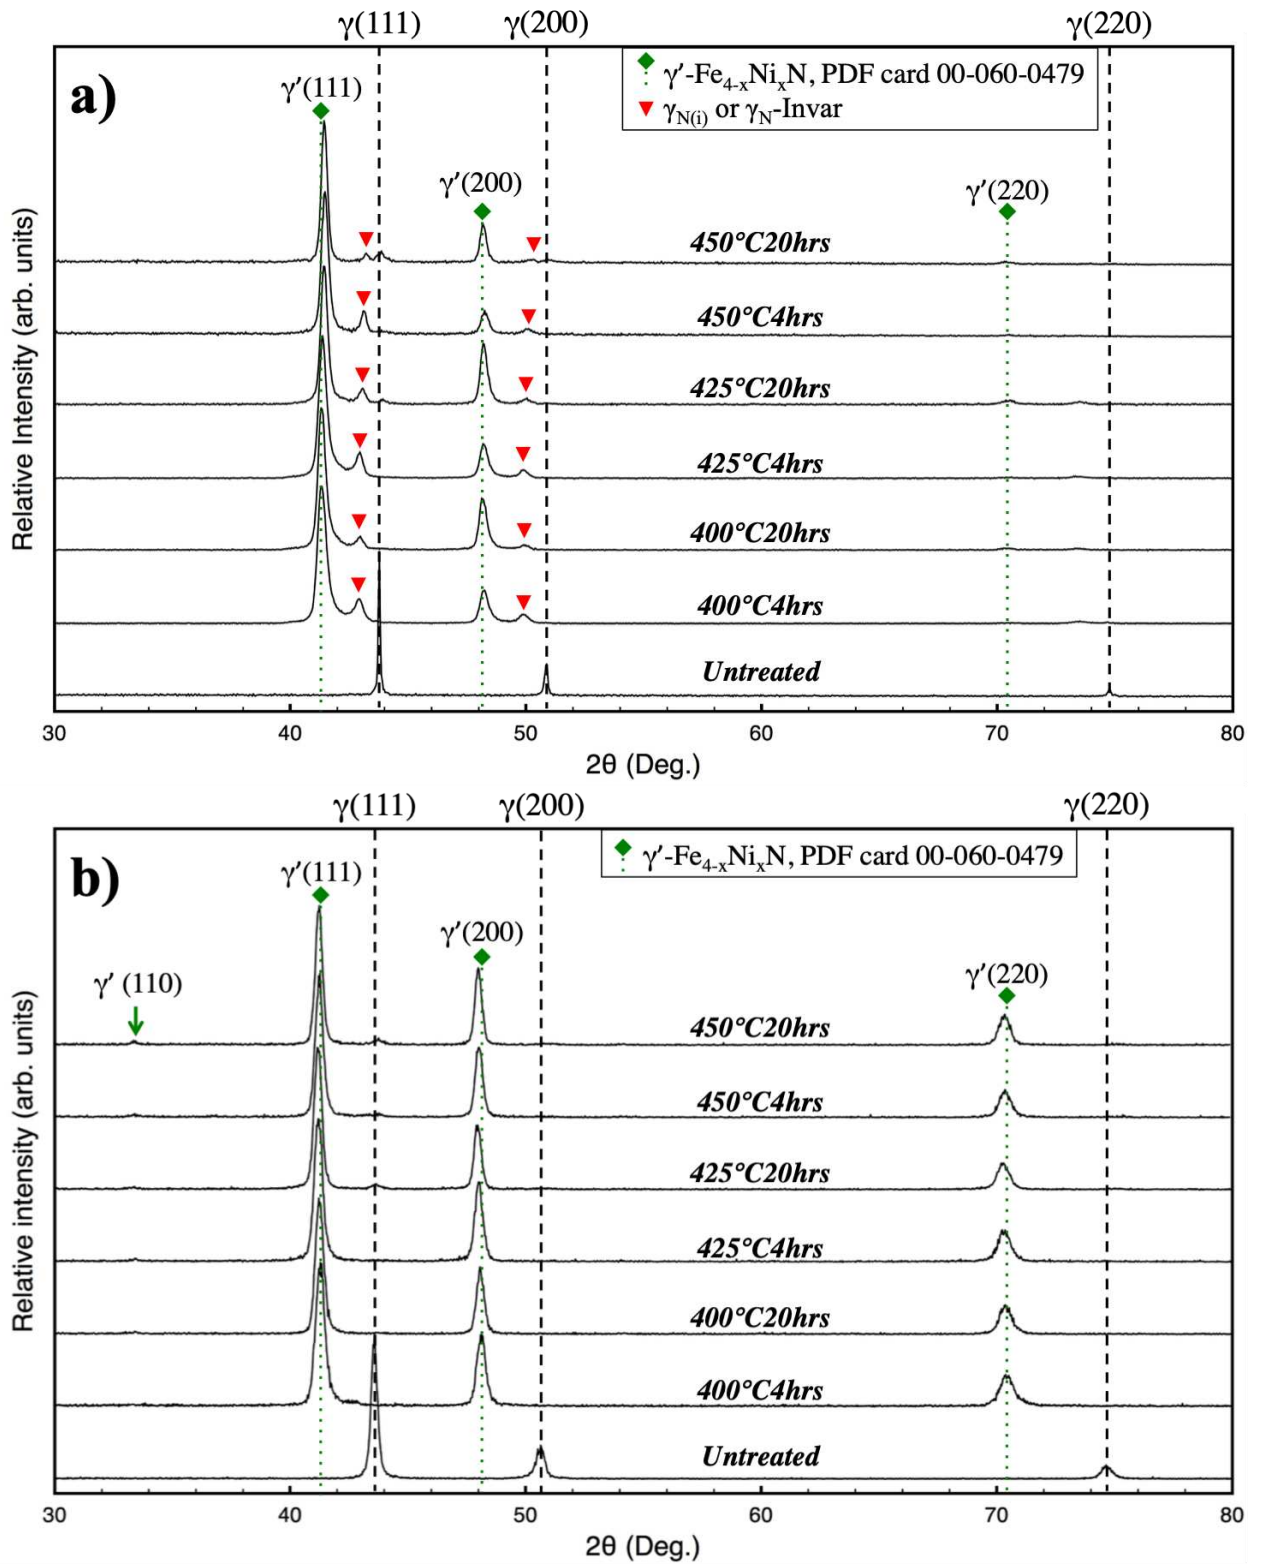 γ(111) γ(200) γ(220)
a)
γ′-Fe4-xNixN, PDF card 00-060-0479
γN(i) or γN-Invar
γ′(111)
γ′(200)
γ′(220)
450°C20hrs
450°C4hrs
425°C20hrs
425°C4hrs
400°C20hrs
400°C4hrs
Untreated
Relative Intensity (arb. units)
30 40 50 60 70 80
2θ (Deg.)
γ(111) γ(200) γ(220)
b)
γ′-Fe4-xNixN, PDF card 00-060-0479
γ′(111)
γ′(200)
γ′(220)
γ′ (110)
450°C20hrs
450°C4hrs
425°C20hrs
425°C4hrs
400°C20hrs
400°C4hrs
Untreated
Relative intensity (arb. units)
30 40 50 60 70 80
2θ (Deg.)